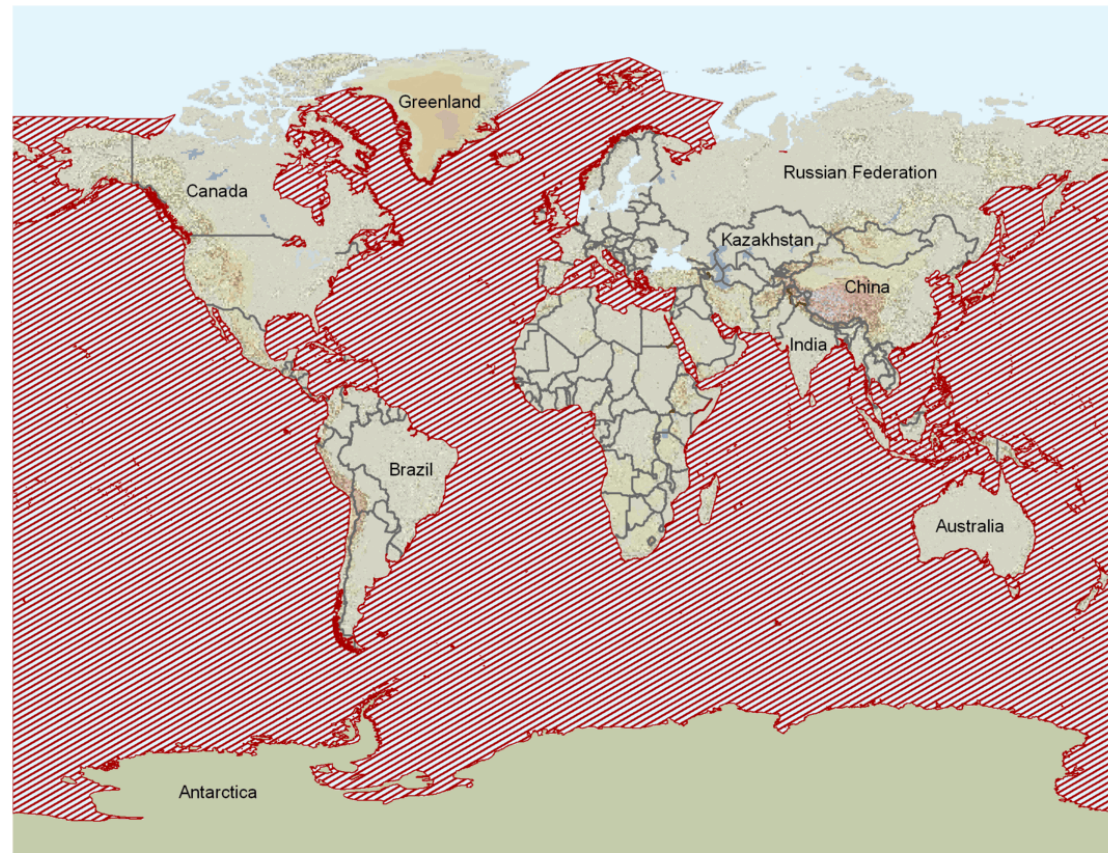 Greenland
Russian Federation
Canada
Kazakhstan
China
India
Brazil
Australia
Antarctica